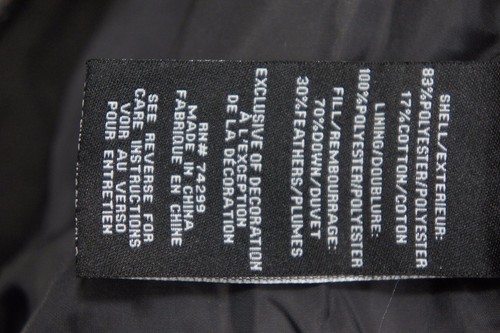 SHELL/EXTERIEUR:
83%POLYESTER/POLYESTER
17%COTTON/COTON
LINING/DOUBLURE:
100%POLYESTER/POLYESTER
FILL/REMBOURRAGE:
70%DOWN/DUVET
30%FEATHERS/PLUMES
EXCLUSIVE OF DECORATION
À L'EXCEPTION
DE LA DÉCORATION
RN# 74299
MADE IN CHINA
FABRIQUÉ EN CHINE
SEE REVERSE FOR
CARE INSTRUCTIONS
VOIR AU VERSO
POUR ENTRETIEN